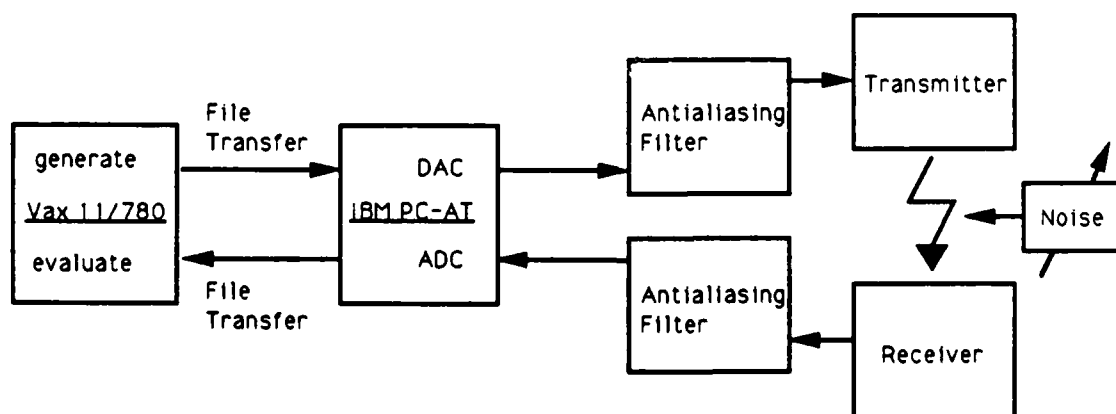 File
Transfer
generate
Vax 11/780
evaluate
File
Transfer
DAC
IBM PC-AT
ADC
Antialiasing
Filter
Transmitter
Noise
Antialiasing
Filter
Receiver